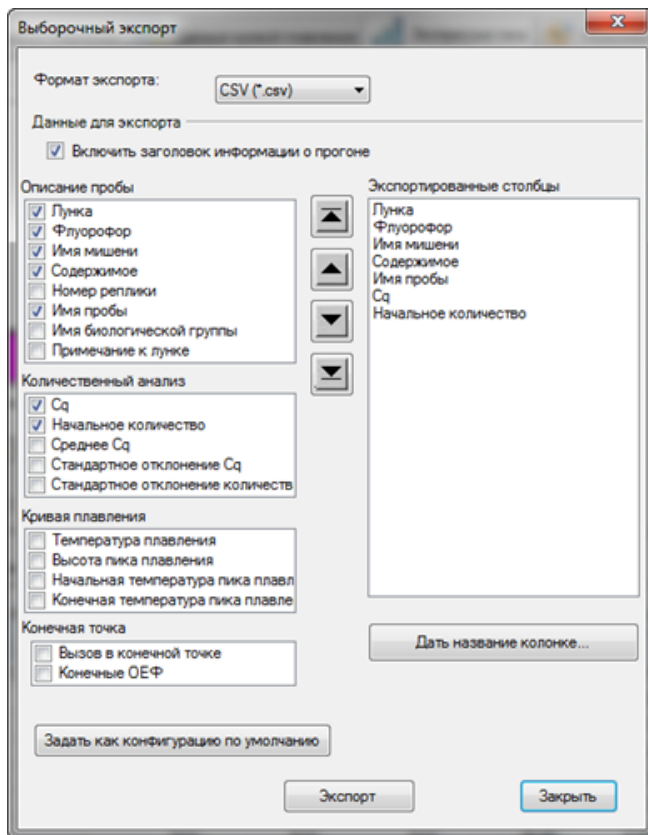 Выборочный экспорт
Формат экспорта:
CSV (*.csv)
Данные для экспорта
Включить заголовок информации о прогоне
Описание пробы
Лунка
Флуорофор
Имя мишени
Содержимое
Номер реплики
Имя пробы
Имя биологической группы
Примечание к лунке
Количественный анализ
Cq
Начальное количество
Среднее Cq
Стандартное отклонение Cq
Стандартное отклонение количеств
Кривая плавления
Температура плавления
Высота пика плавления
Начальная температура пика плавл
Конечная температура пика плавле
Конечная точка
Вызов в конечной точке
Конечные ОЕФ
Экспортированные столбцы
Лунка
Флуорофор
Имя мишени
Содержимое
Имя пробы
Cq
Начальное количество
Дать название колонке...
Задать как конфигурацию по умолчанию
Экспорт
Закрыть